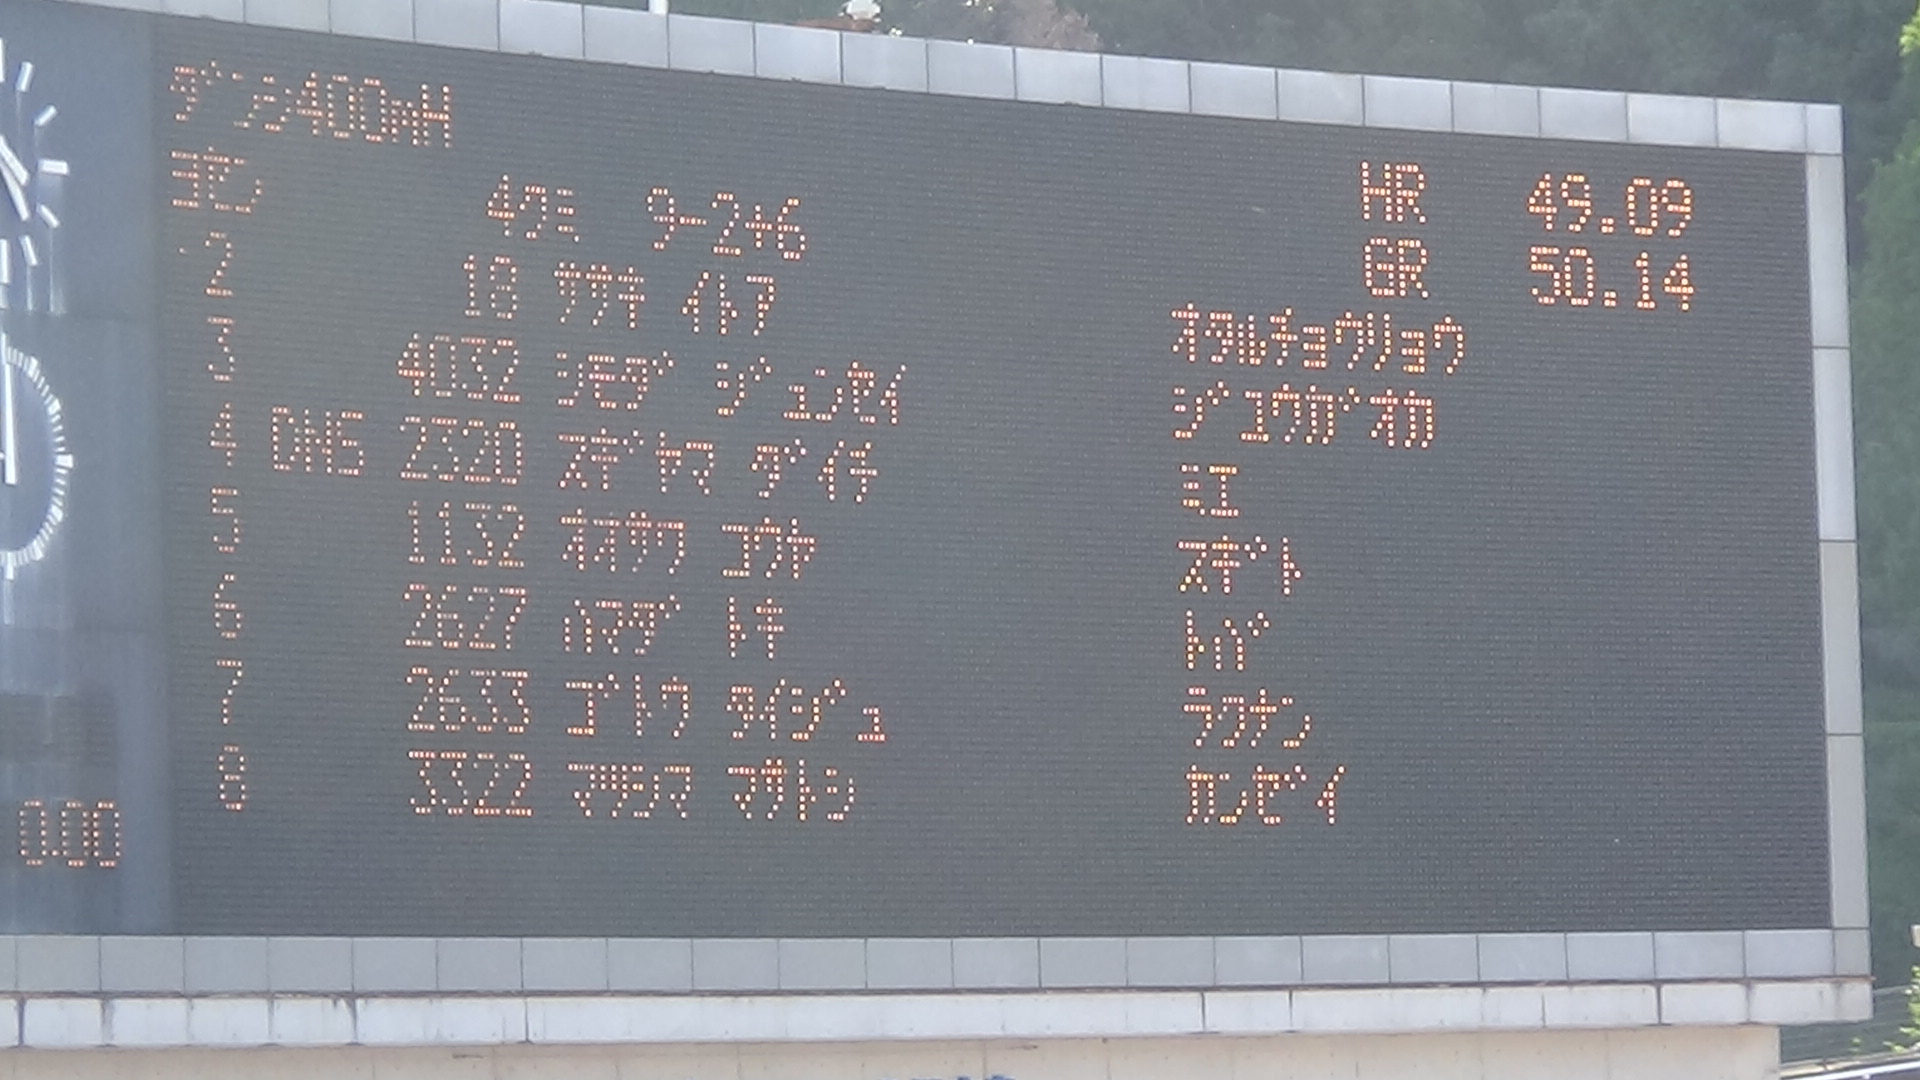 ダンシ400mH
ヨセン 4クミ 9-2+6 HR 49.09
GR 50.14
2 18 ササキ イトア オタルチョウリョウ
3 4032 シモダ ジュンセイ ジユウガオカ
4 DNS 2320 スギヤマ ダイチ ミエ
5 1132 オオサワ コウヤ スギト
6 2627 ハマダ トキ トバ
7 2633 ゴトウ タイジュ ラクナン
8 3322 マサシマ マサトシ カンゼイ
0.00